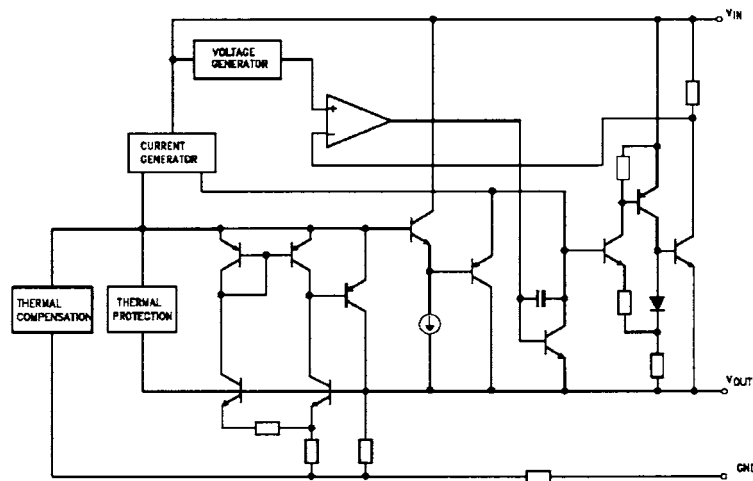 VIN
VOLTAGE
GENERATOR
+
−
CURRENT
GENERATOR
THERMAL
COMPENSATION
THERMAL
PROTECTION
VOUT
GND